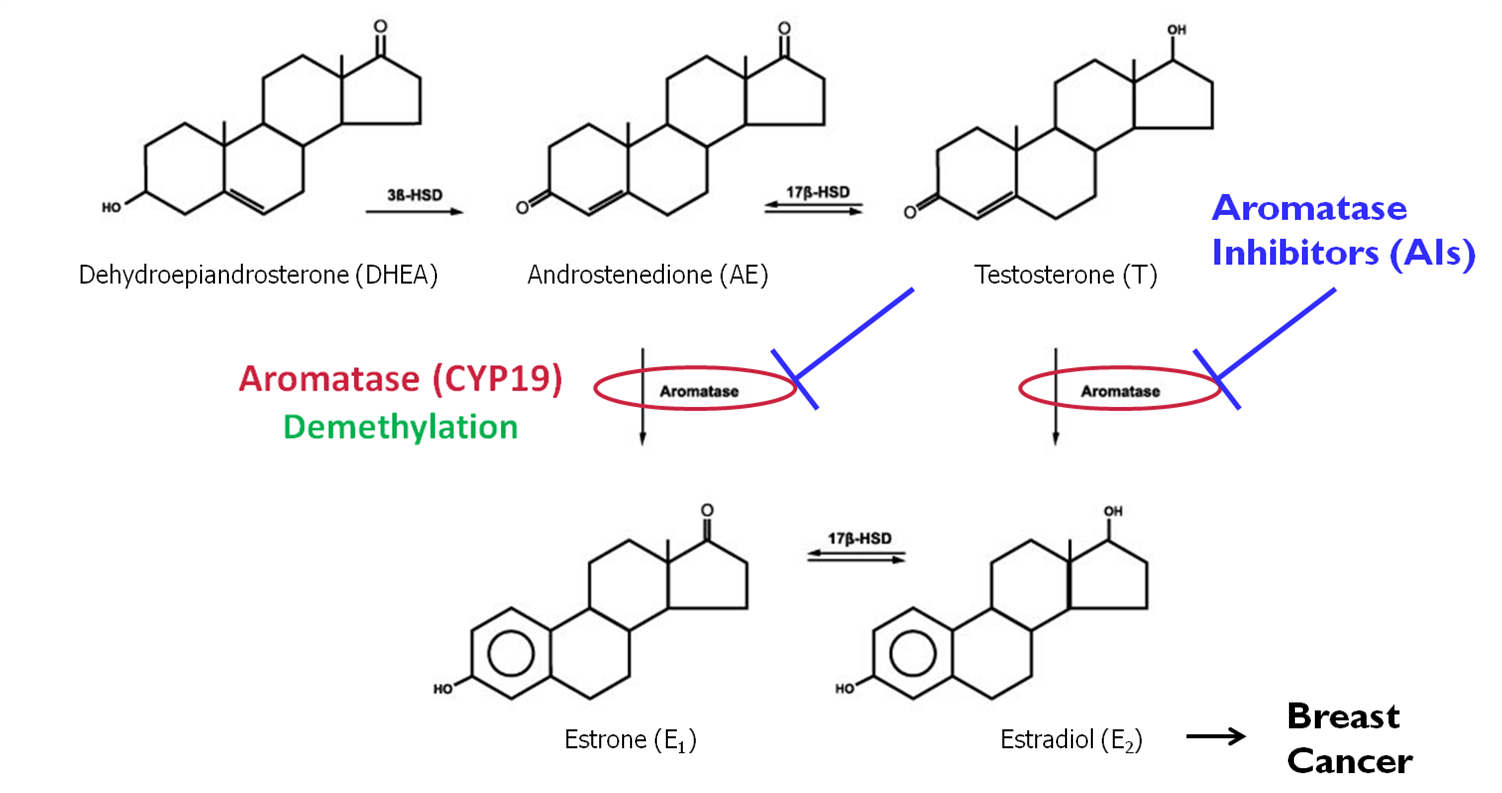 O
O
OH
HO
3ß-HSD
O
17β-HSD
O
Aromatase
Inhibitors (AIs)
Dehydroepiandrosterone (DHEA)
Androstenedione (AE)
Testosterone (T)
Aromatase (CYP19)
Demethylation
Aromatase
Aromatase
O
OH
17β-HSD
HO
HO
Estrone (E₁)
Estradiol (E₂)
Breast
Cancer